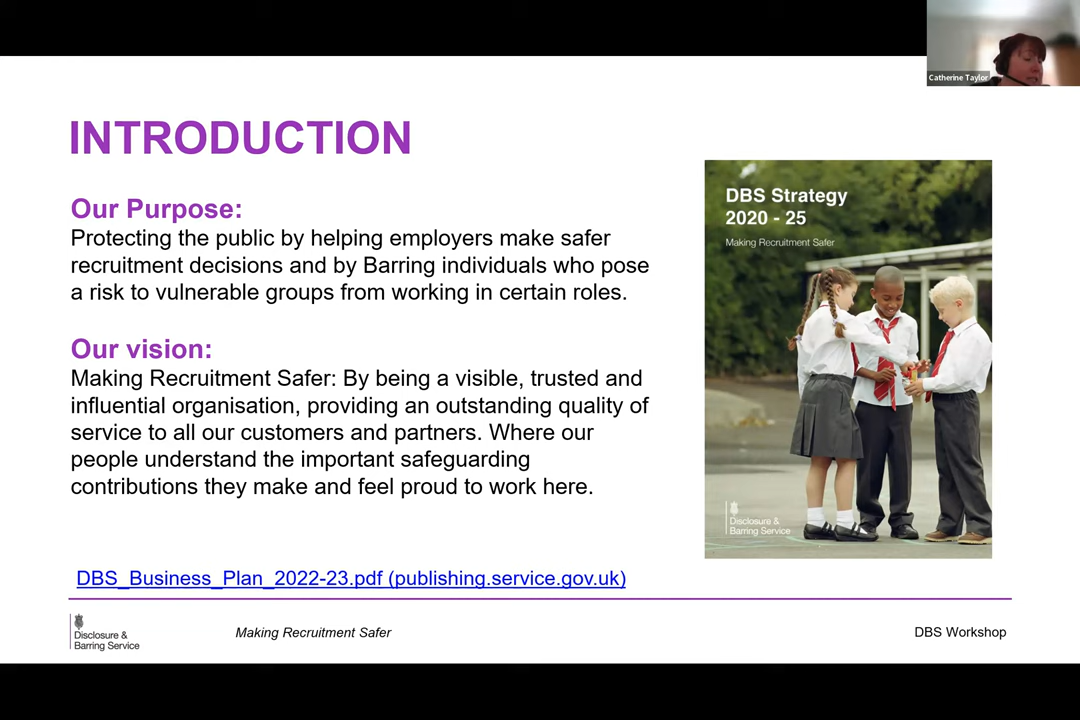 Catherine Taylor
INTRODUCTION
Our Purpose:
Protecting the public by helping employers make safer
recruitment decisions and by Barring individuals who pose
a risk to vulnerable groups from working in certain roles.
Our vision:
Making Recruitment Safer: By being a visible, trusted and
influential organisation, providing an outstanding quality of
service to all our customers and partners. Where our
people understand the important safeguarding
contributions they make and feel proud to work here.
DBS Strategy
2020 - 25
Making Recruitment Safer
Disclosure &
Barring Service
DBS_Business_Plan_2022-23.pdf (publishing.service.gov.uk)
Disclosure &
Barring Service
Making Recruitment Safer
DBS Workshop